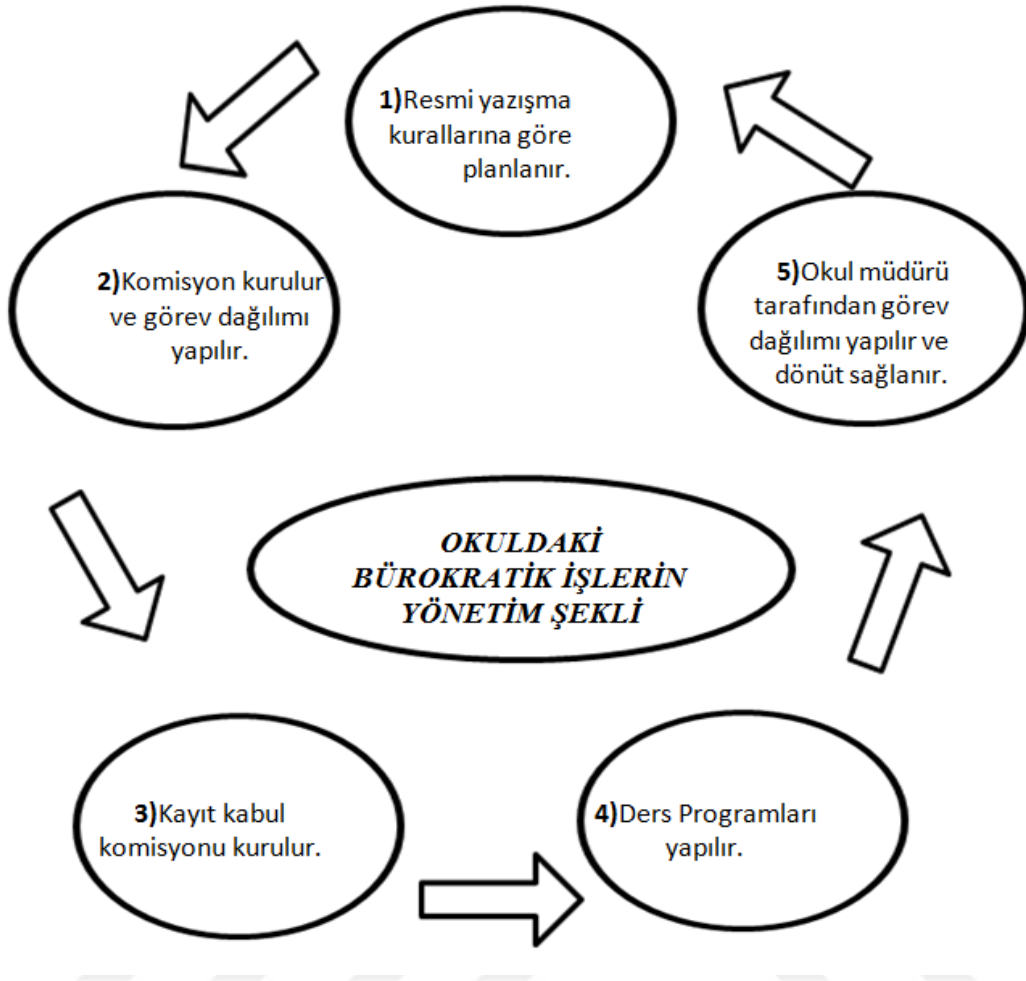 1)Resmi yazışma
kurallarına göre
planlanır.
2)Komisyon kurulur
ve görev dağılımı
yapılır.
3)Kayıt kabul
komisyonu kurulur.
4)Ders Programları
yapılır.
5)Okul müdürü
tarafından görev
dağılımı yapılır ve
dönüt sağlanır.
OKULDAKİ
BÜROKRATİK İŞLERİN
YÖNETİM ŞEKLİ